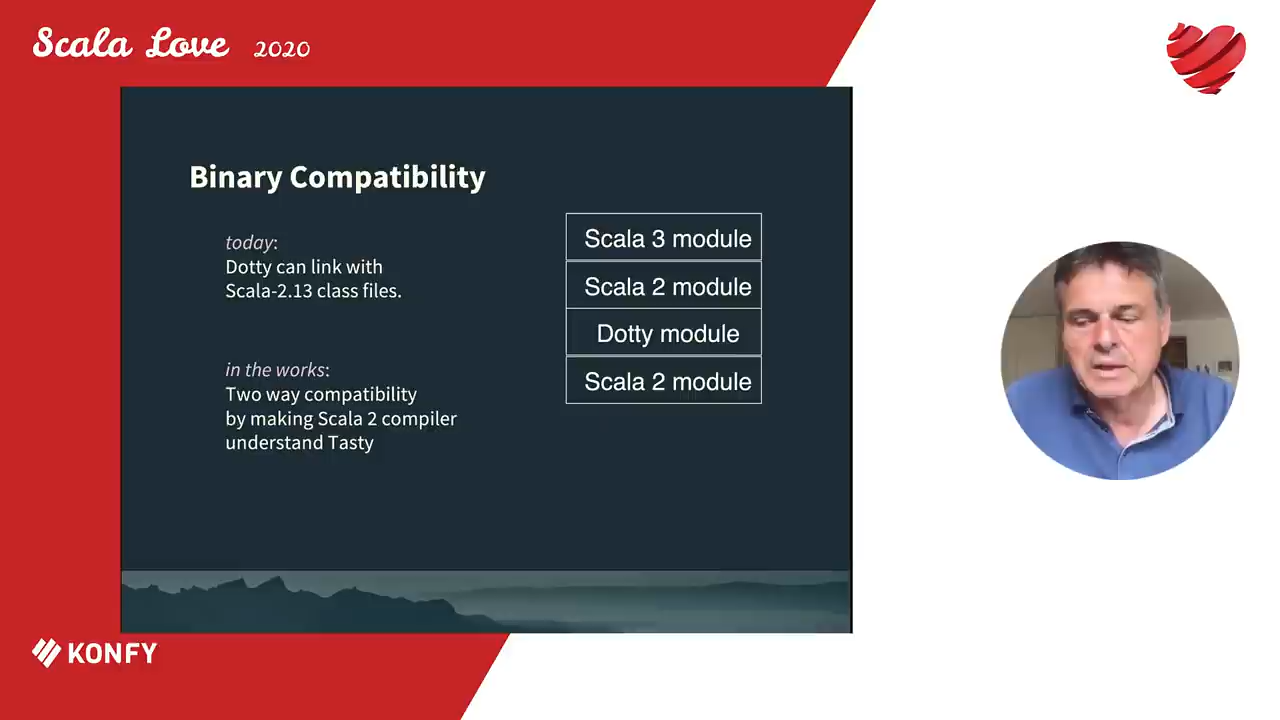 Scala Love 2020
Binary Compatibility
today:
Dotty can link with
Scala-2.13 class files.
in the works:
Two way compatibility
by making Scala 2 compiler
understand Tasty
Scala 3 module
Scala 2 module
Dotty module
Scala 2 module
KONFY